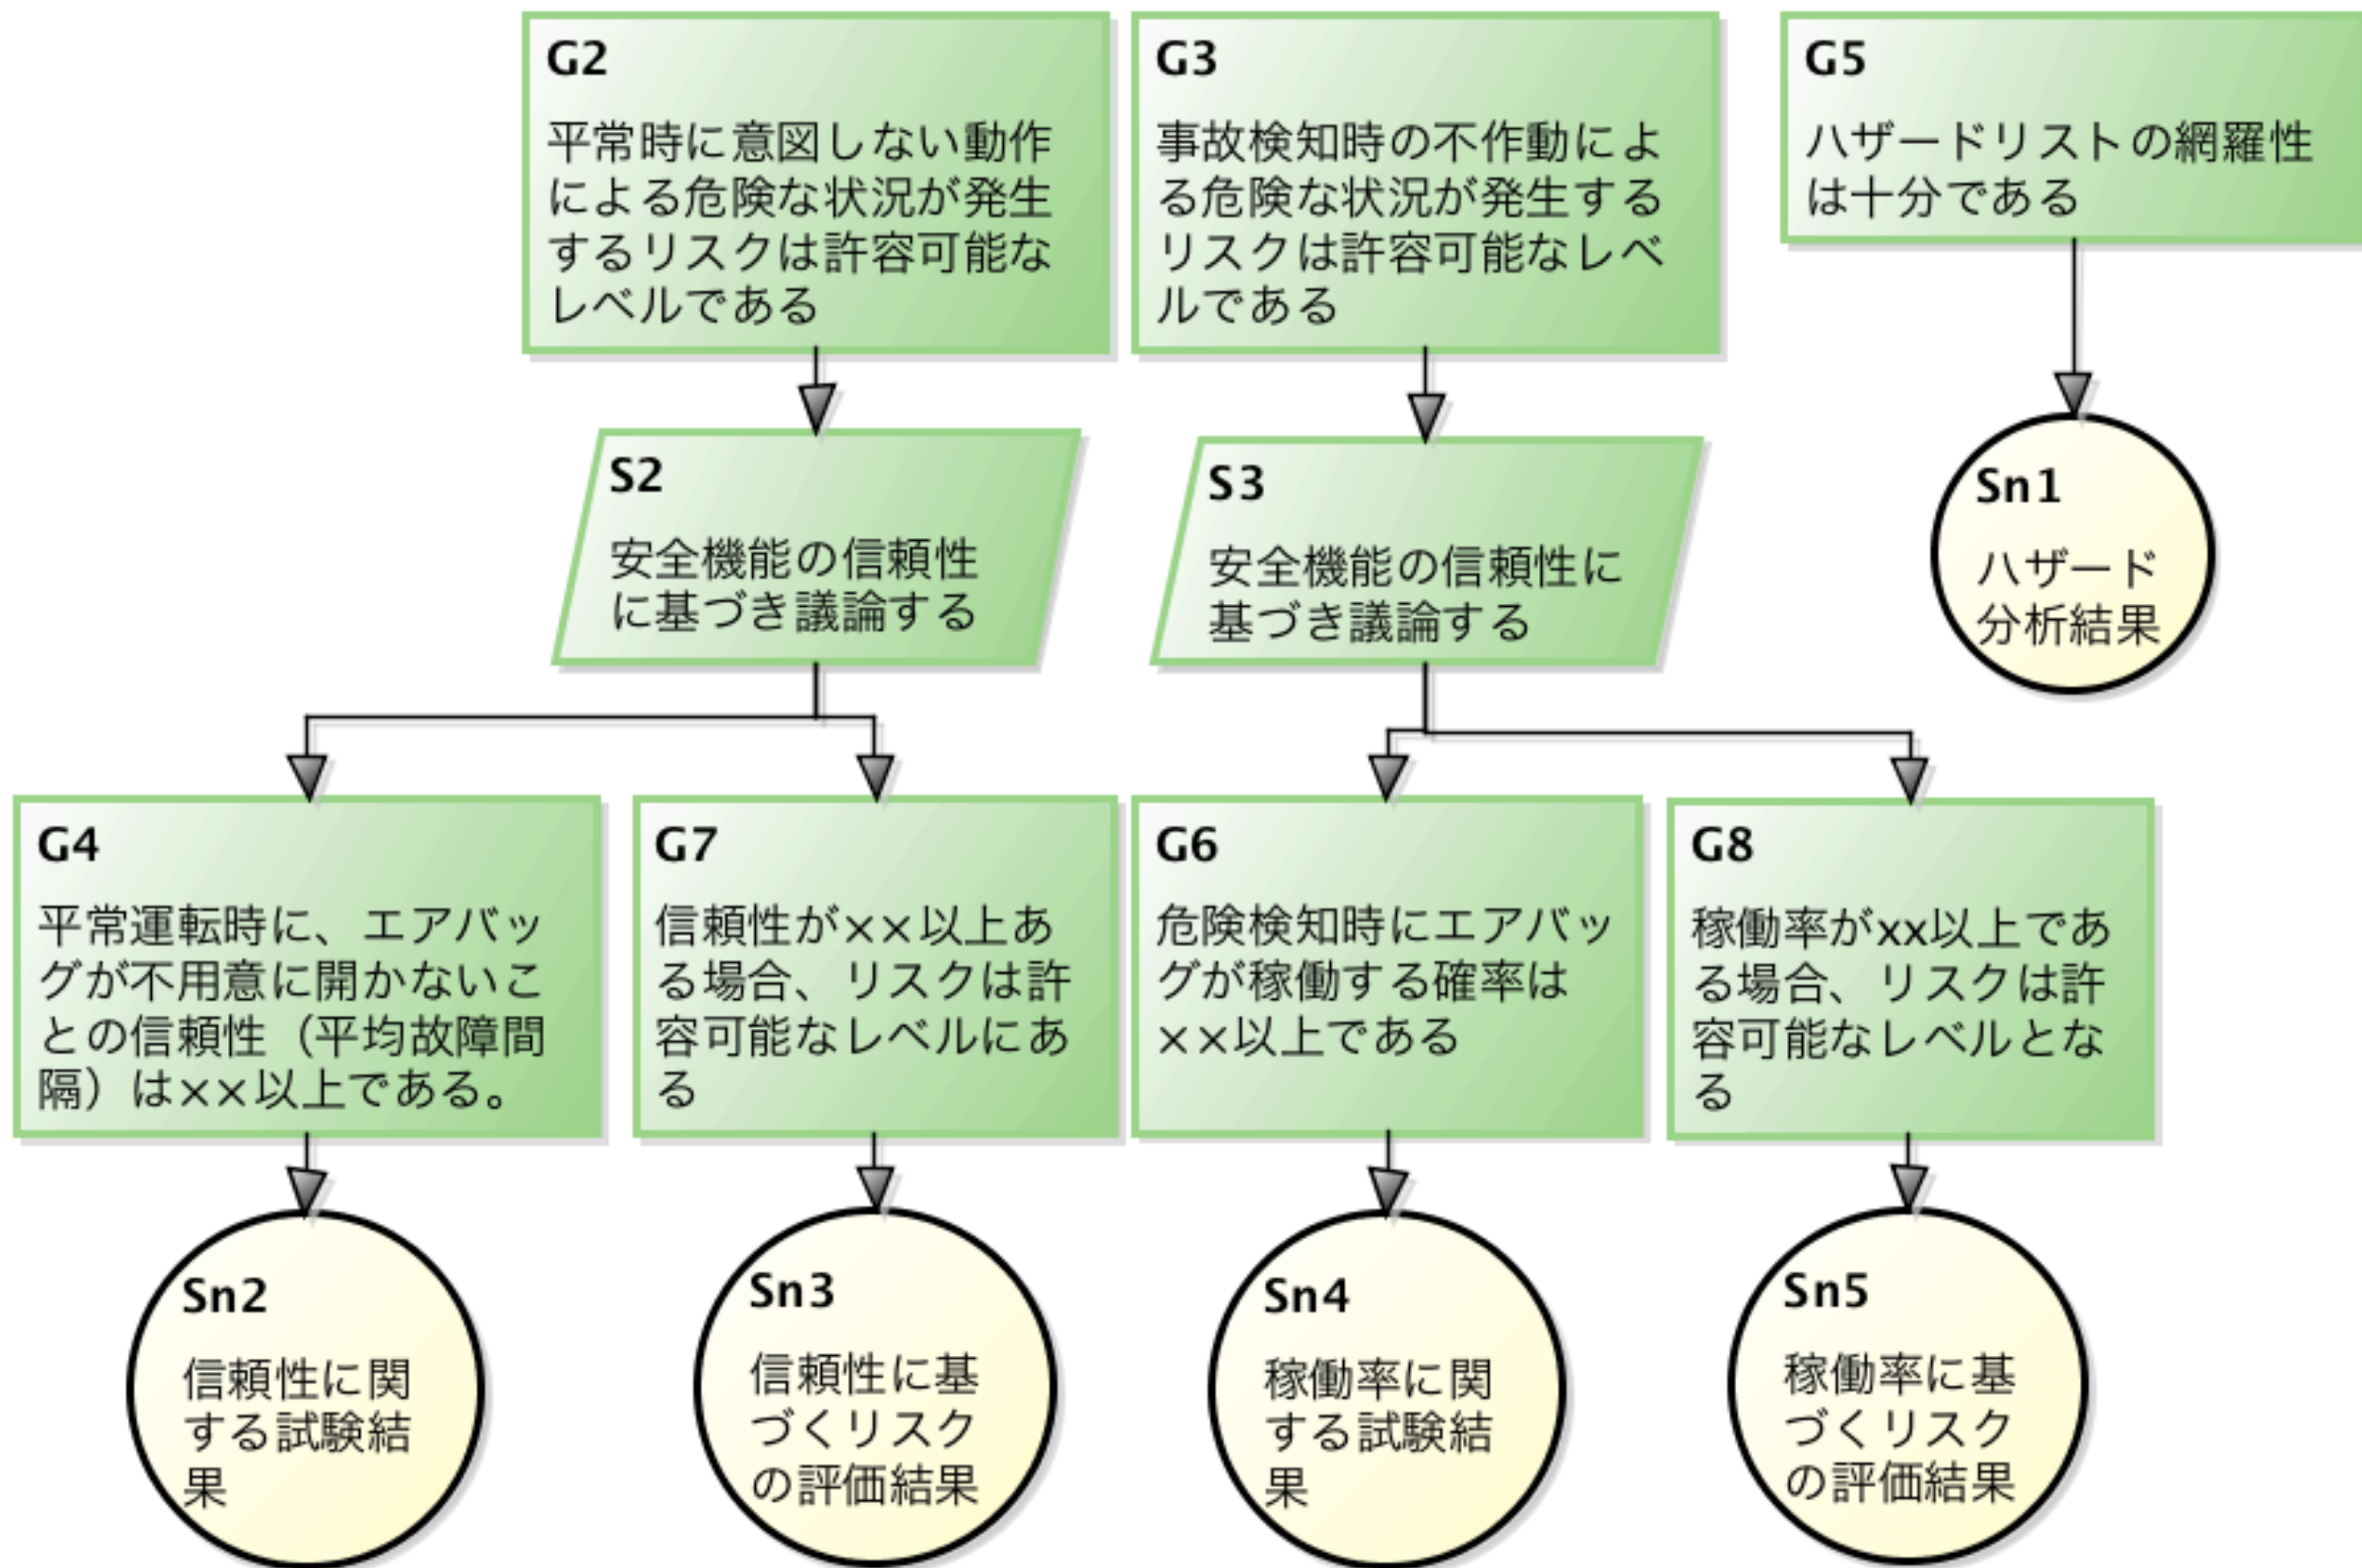 G2
平常時に意図しない動作
による危険な状況が発生
するリスクは許容可能な
レベルである
G3
事故検知時の不作動によ
る危険な状況が発生する
リスクは許容可能なレベ
ルである
G5
ハザードリストの網羅性
は十分である
S2
安全機能の信頼性
に基づき議論する
S3
安全機能の信頼性に
基づき議論する
Sn1
ハザード
分析結果
G4
平常運転時に、エアバッ
グが不用意に開かないこ
との信頼性（平均故障間
隔）は××以上である。
G7
信頼性が××以上あ
る場合、リスクは許
容可能なレベルにあ
る
G6
危険検知時にエアバッ
グが稼働する確率は
××以上である
G8
稼働率がxx以上であ
る場合、リスクは許
容可能なレベルとな
る
Sn2
信頼性に関
する試験結
果
Sn3
信頼性に基
づくリスク
の評価結果
Sn4
稼働率に関
する試験結
果
Sn5
稼働率に基
づくリスク
の評価結果